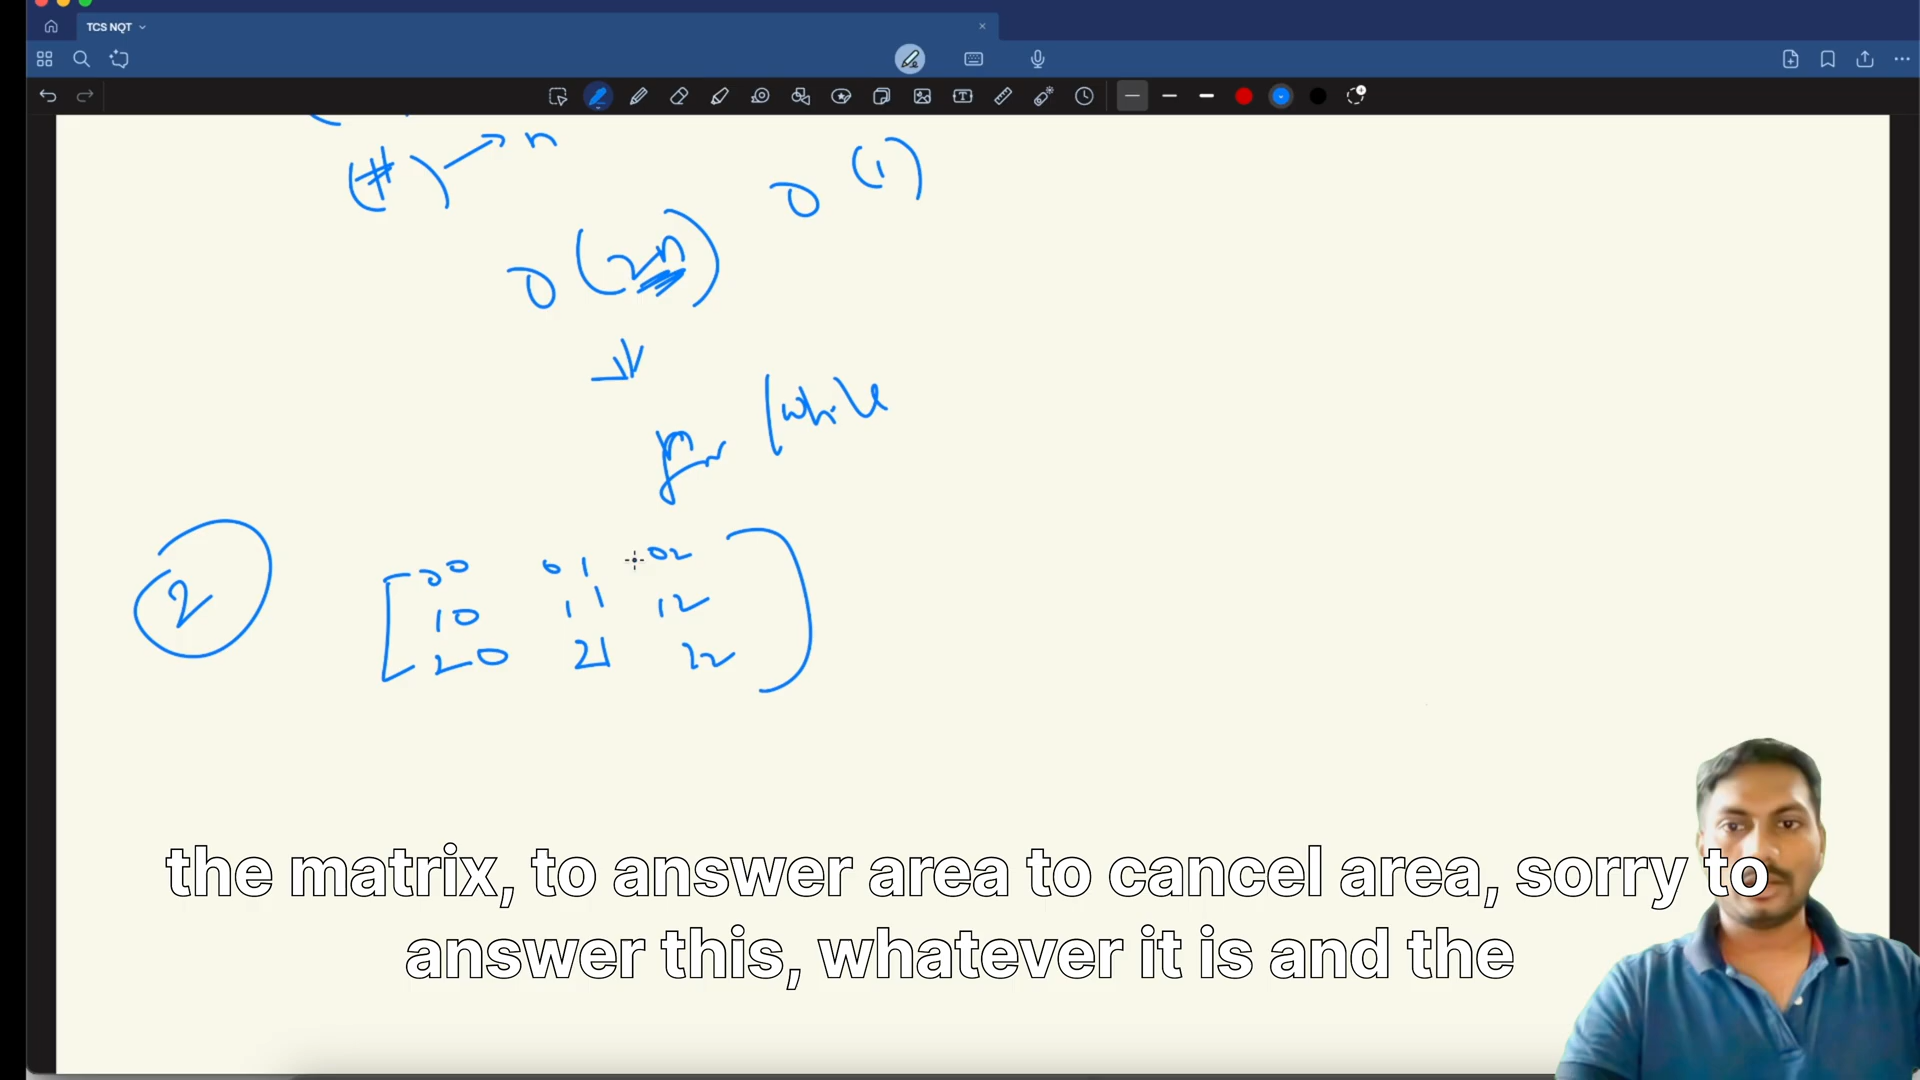 TCS NQT
(#) → n
O (1)
O (2n)
for / while
2
00 01 02
10 11 12
20 21 22
the matrix, to answer area to cancel area, sorry to
answer this, whatever it is and the